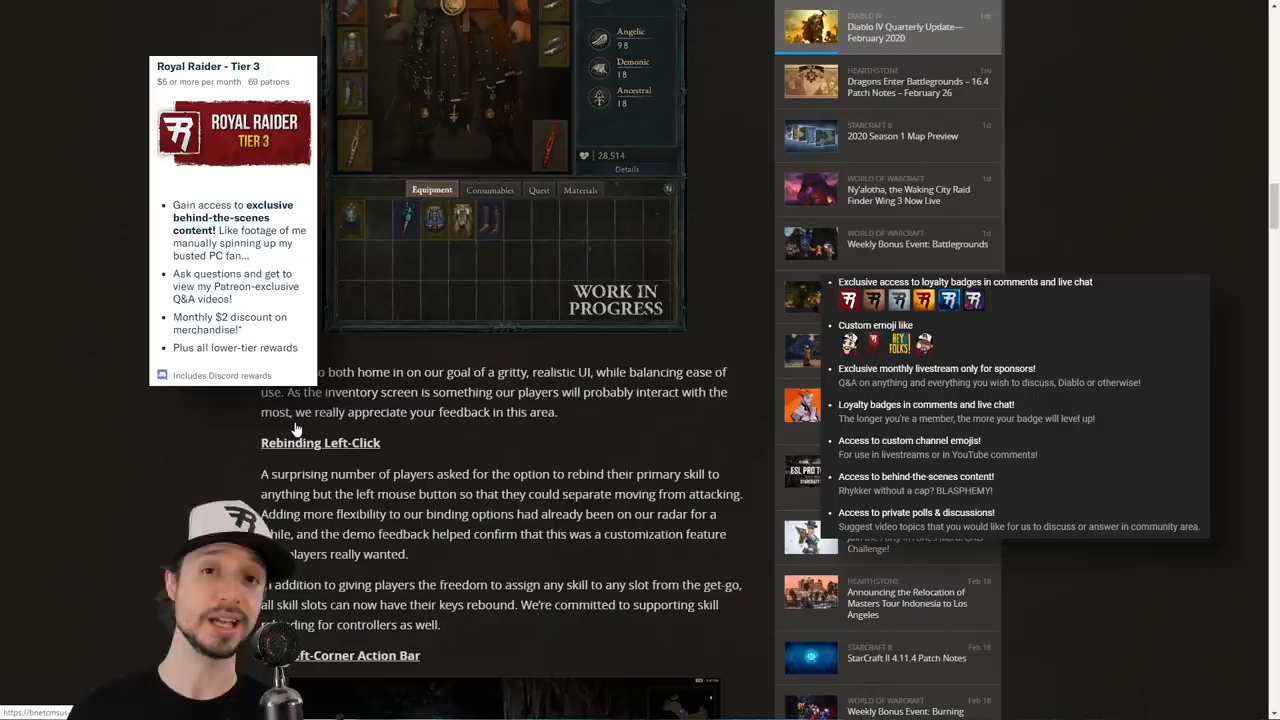 Royal Raider - Tier 3
$5 or more per month · 69 patrons
ROYAL RAIDER
TIER 3
Gain access to exclusive
behind-the-scenes
content! Like footage of me
manually spinning up my
busted PC fan...
Ask questions and get to
view my Patreon-exclusive
Q&A videos!
Monthly $2 discount on
merchandise!*
Plus all lower-tier rewards
Includes Discord rewards
Angelic
98
Demonic
18
Ancestral
18
28,514
Details
Equipment
Consumables
Quest
Materials
WORK IN
PROGRESS
both home in on our goal of a gritty, realistic UI, while balancing ease of
use. As the inventory screen is something our players will probably interact with the
most, we really appreciate your feedback in this area.
Rebinding Left-Click
A surprising number of players asked for the option to rebind their primary skill to
anything but the left mouse button so that they could separate moving from attacking.
Adding more flexibility to our binding options had already been on our radar for a
while, and the demo feedback helped confirm that this was a customization feature
players really wanted.
addition to giving players the freedom to assign any skill to any slot from the get-go,
all skill slots can now have their keys rebound. We're committed to supporting skill
for controllers as well.
Left-Corner Action Bar
https://bnetcmsus
DIABLO IV
1m
Diablo IV Quarterly Update—
February 2020
HEARTHSTONE
1m
Dragons Enter Battlegrounds – 16.4
Patch Notes – February 26
STARCRAFT II
1d
2020 Season 1 Map Preview
WORLD OF WARCRAFT
1d
Ny'alotha, the Waking City Raid
Finder Wing 3 Now Live
WORLD OF WARCRAFT
1d
Weekly Bonus Event: Battlegrounds
Exclusive access to loyalty badges in comments and live chat
Custom emoji like
HEY
FOLKS!
Exclusive monthly livestream only for sponsors!
Q&A on anything and everything you wish to discuss, Diablo or otherwise!
Loyalty badges in comments and live chat!
The longer you're a member, the more your badge will level up!
Access to custom channel emojis!
For use in livestreams or in YouTube comments!
Access to behind-the-scenes content!
Rhykker without a cap? BLASPHEMY!
Access to private polls & discussions!
Suggest video topics that you would like for us to discuss or answer in community area.
ESL PRO
STARCRAFT
Challenge!
HEARTHSTONE
Feb 18
Announcing the Relocation of
Masters Tour Indonesia to Los
Angeles
STARCRAFT II
Feb 18
StarCraft II 4.11.4 Patch Notes
WORLD OF WARCRAFT
Feb 18
Weekly Bonus Event: Burning